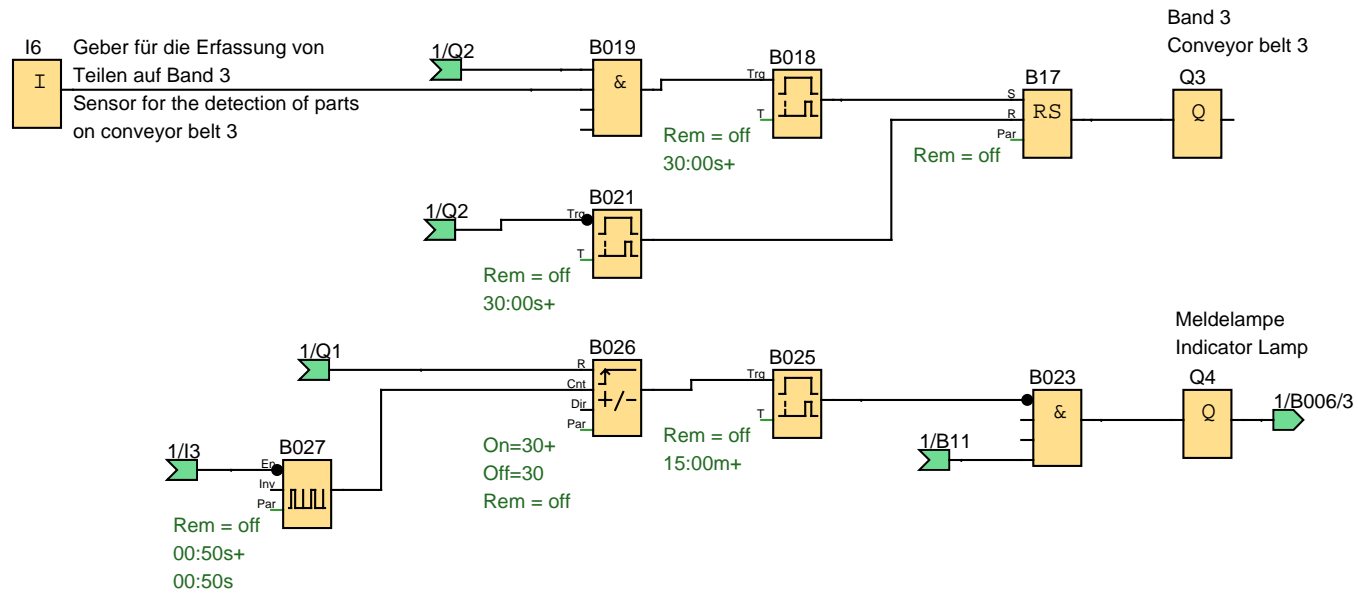 I6
Geber für die Erfassung von
Teilen auf Band 3
Sensor for the detection of parts
on conveyor belt 3
I
1/Q2
B019
&
Trg
T
B018
Rem = off
30:00s+
B17
S
R
Par
RS
Rem = off
Band 3
Conveyor belt 3
Q3
Q
1/Q2
B021
Trg
T
Rem = off
30:00s+
1/Q1
B026
R
Cnt
Dir
Par
+/-
On=30+
Off=30
Rem = off
B025
Trg
T
Rem = off
15:00m+
B023
&
1/B11
Meldelampe
Indicator Lamp
Q4
Q
1/B006/3
1/I3
B027
En
Inv
Par
Rem = off
00:50s+
00:50s